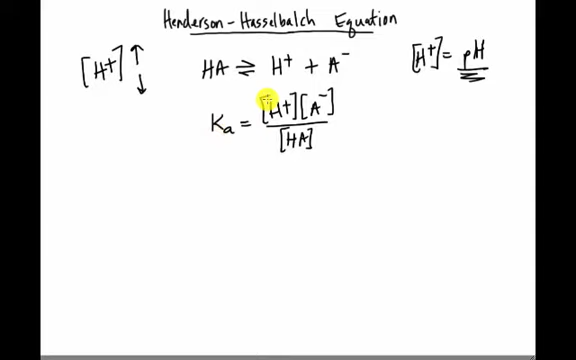 Henderson-Hasselbalch Equation
[H+] ↑↓
HA ⇌ H⁺ + A⁻
[H⁺] = pH
Ka = [H+][A⁻] / [HA]